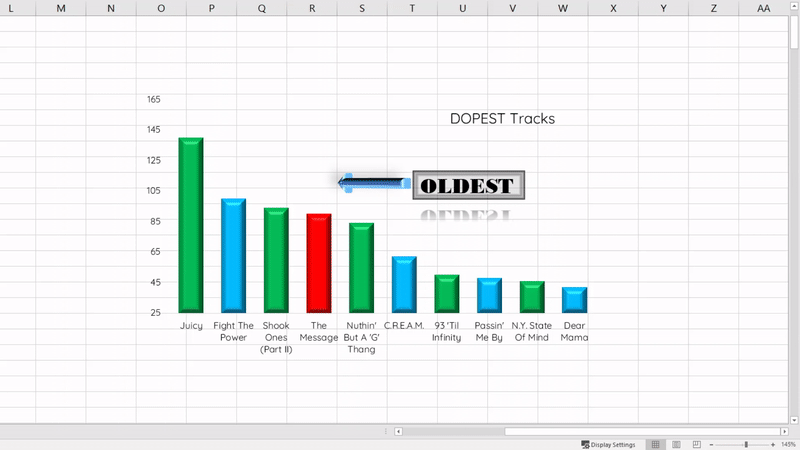 L M N O P Q R S T U V W X Y Z AA
165
145
125
105
85
65
45
25
DOPEST Tracks
OLDEST
Juicy
Fight The
Power
Shook
Ones
(Part II)
The
Message
Nuthin'
But A 'G'
Thang
C.R.E.A.M.
93 'Til
Infinity
Passin'
Me By
N.Y. State
Of Mind
Dear
Mama
Display Settings
145%